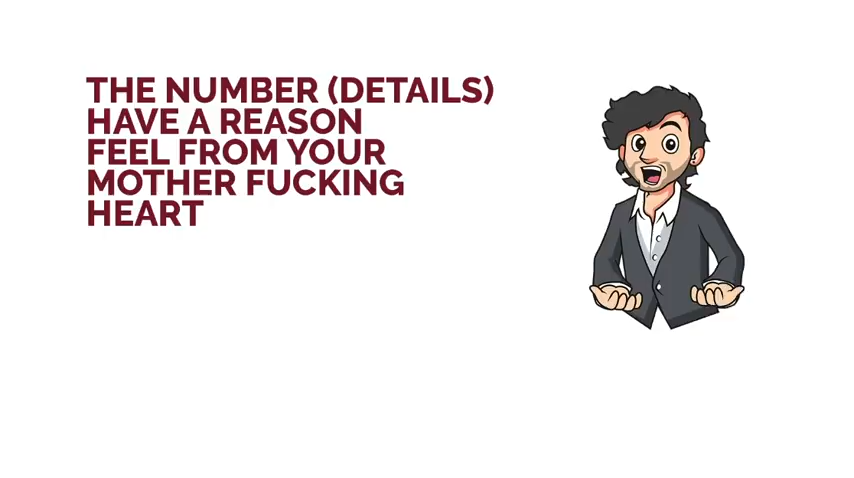 THE NUMBER (DETAILS)
HAVE A REASON
FEEL FROM YOUR
MOTHER FUCKING
HEART